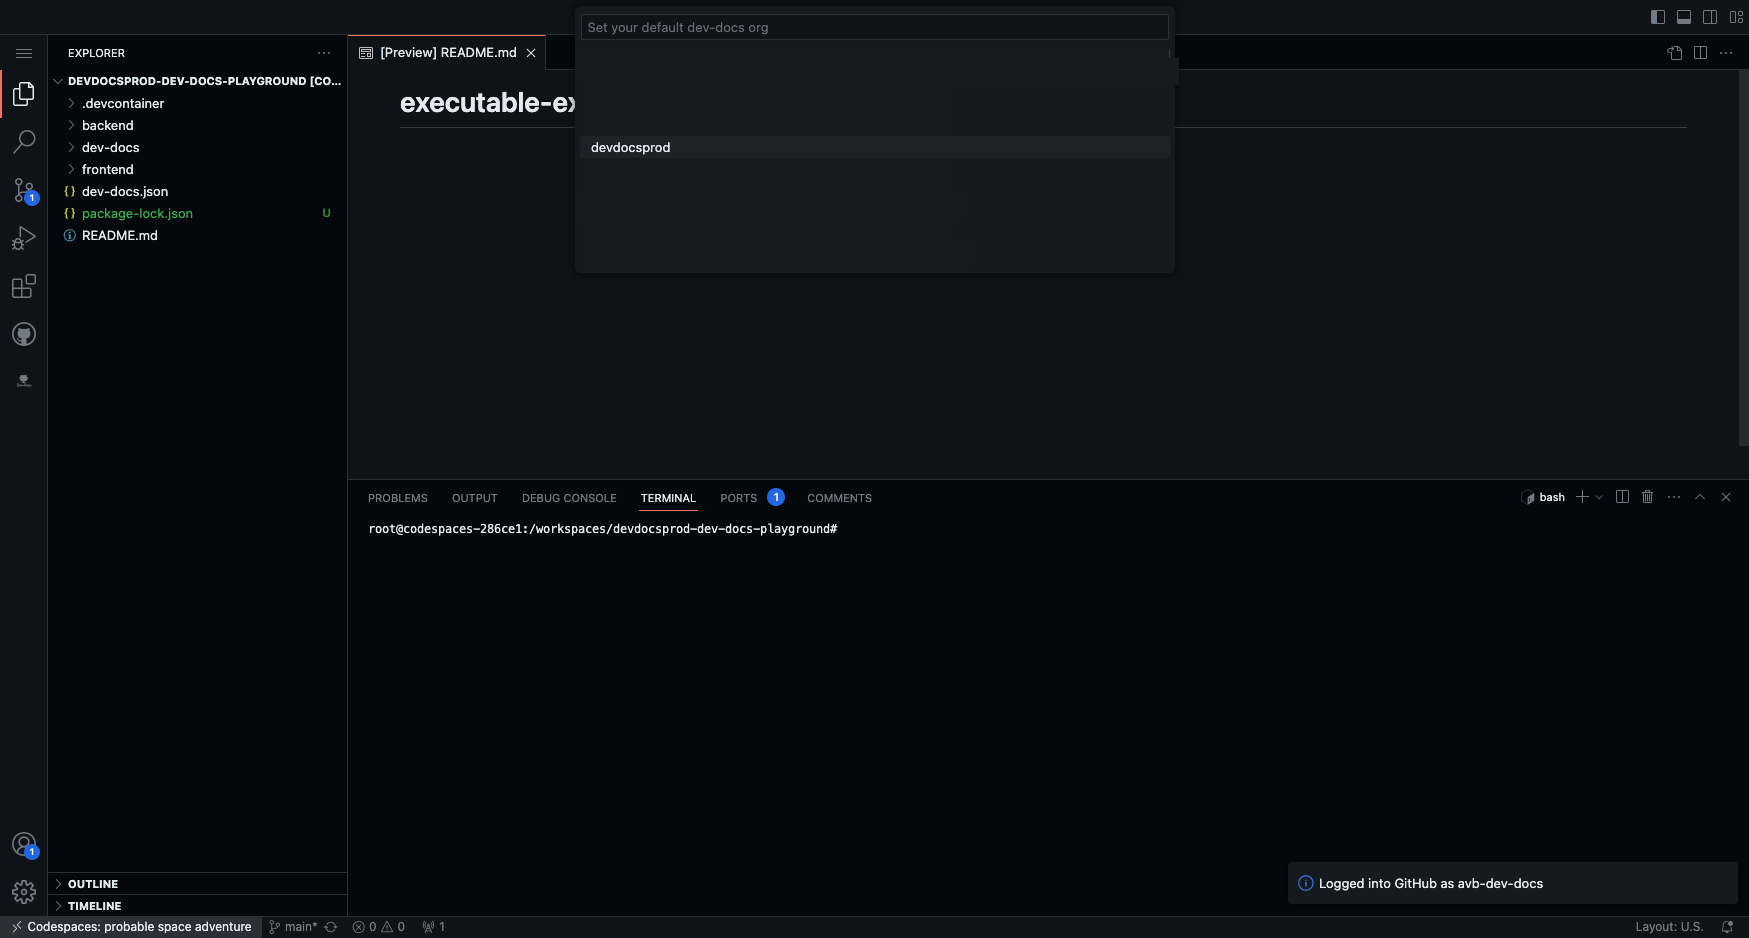 Set your default dev-docs org
devdocsprod
EXPLORER
DEVDOCSPROD-DEV-DOCS-PLAYGROUND [CO...
.devcontainer
backend
dev-docs
frontend
dev-docs.json
package-lock.json U
README.md
OUTLINE
TIMELINE
[Preview] README.md
executable-ex
PROBLEMS OUTPUT DEBUG CONSOLE TERMINAL PORTS 1 COMMENTS
bash
root@codespaces-286ce1:/workspaces/devdocsprod-dev-docs-playground#
1
1
Logged into GitHub as avb-dev-docs
Codespaces: probable space adventure main* 0 0 1 Layout: U.S.